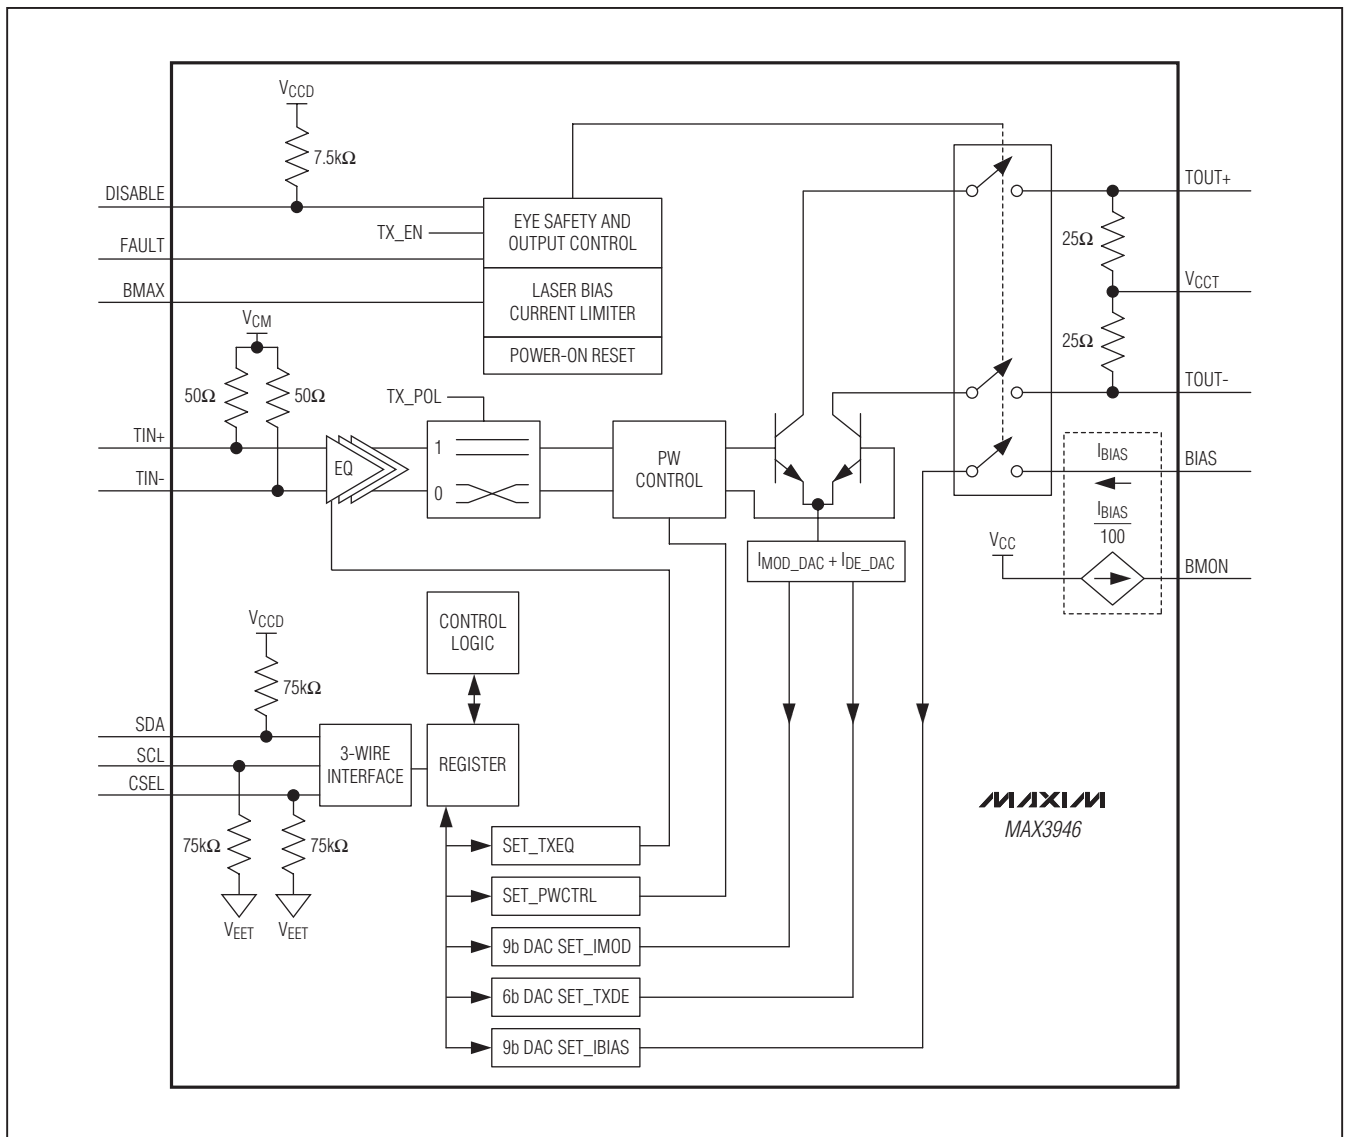 VCCD
7.5kΩ
DISABLE
TX_EN
FAULT
BMAX
EYE SAFETY AND
OUTPUT CONTROL
LASER BIAS
CURRENT LIMITER
POWER-ON RESET
VCM
50Ω
50Ω
TIN+
TIN-
EQ
TX_POL
1
0
PW
CONTROL
IMOD_DAC + IDE_DAC
TOUT+
25Ω
VCCT
25Ω
TOUT-
IBIAS
BIAS
IBIAS
100
VCC
BMON
VCCD
75kΩ
SDA
SCL
CSEL
75kΩ
75kΩ
VEET
VEET
3-WIRE
INTERFACE
CONTROL
LOGIC
REGISTER
SET_TXEQ
SET_PWCTRL
9b DAC SET_IMOD
6b DAC SET_TXDE
9b DAC SET_IBIAS
MAXIM
MAX3946